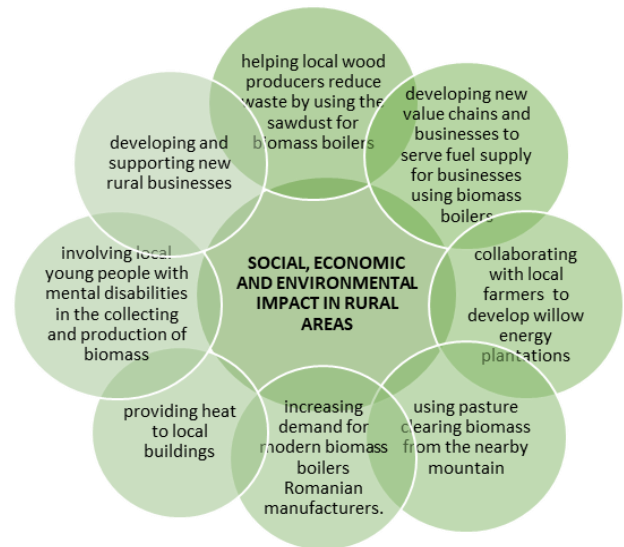 helping local wood
producers reduce
waste by using the
sawdust for
biomass boilers
developing new
value chains and
businesses to
serve fuel supply
for businesses
using biomass
boilers
collaborating
with local
farmers to
develop willow
energy
plantations
using pasture
clearing biomass
from the nearby
mountain
increasing
demand for
modern biomass
boilers
Romanian
manufacturers.
providing heat
to local
buildings
involving local
young people with
mental disabilities
in the collecting
and production of
biomass
developing and
supporting new
rural businesses
SOCIAL, ECONOMIC
AND ENVIRONMENTAL
IMPACT IN RURAL
AREAS